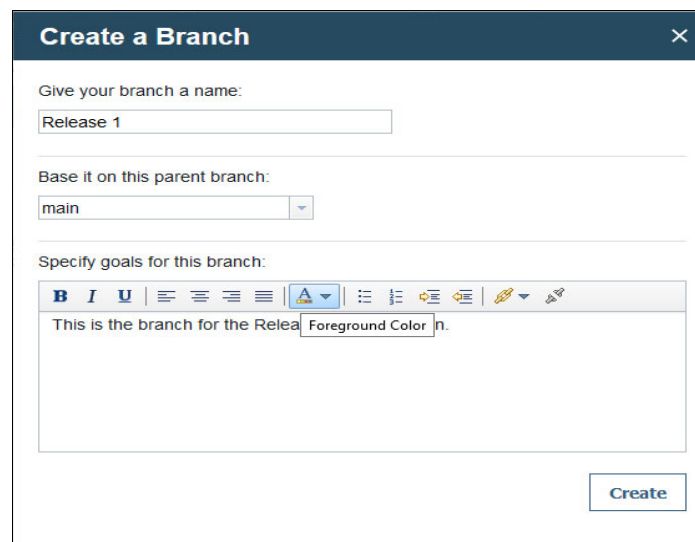 Create a Branch
Give your branch a name:
Release 1
Base it on this parent branch:
main
Specify goals for this branch:
B I U A
This is the branch for the Relea Foreground Color n.
Create